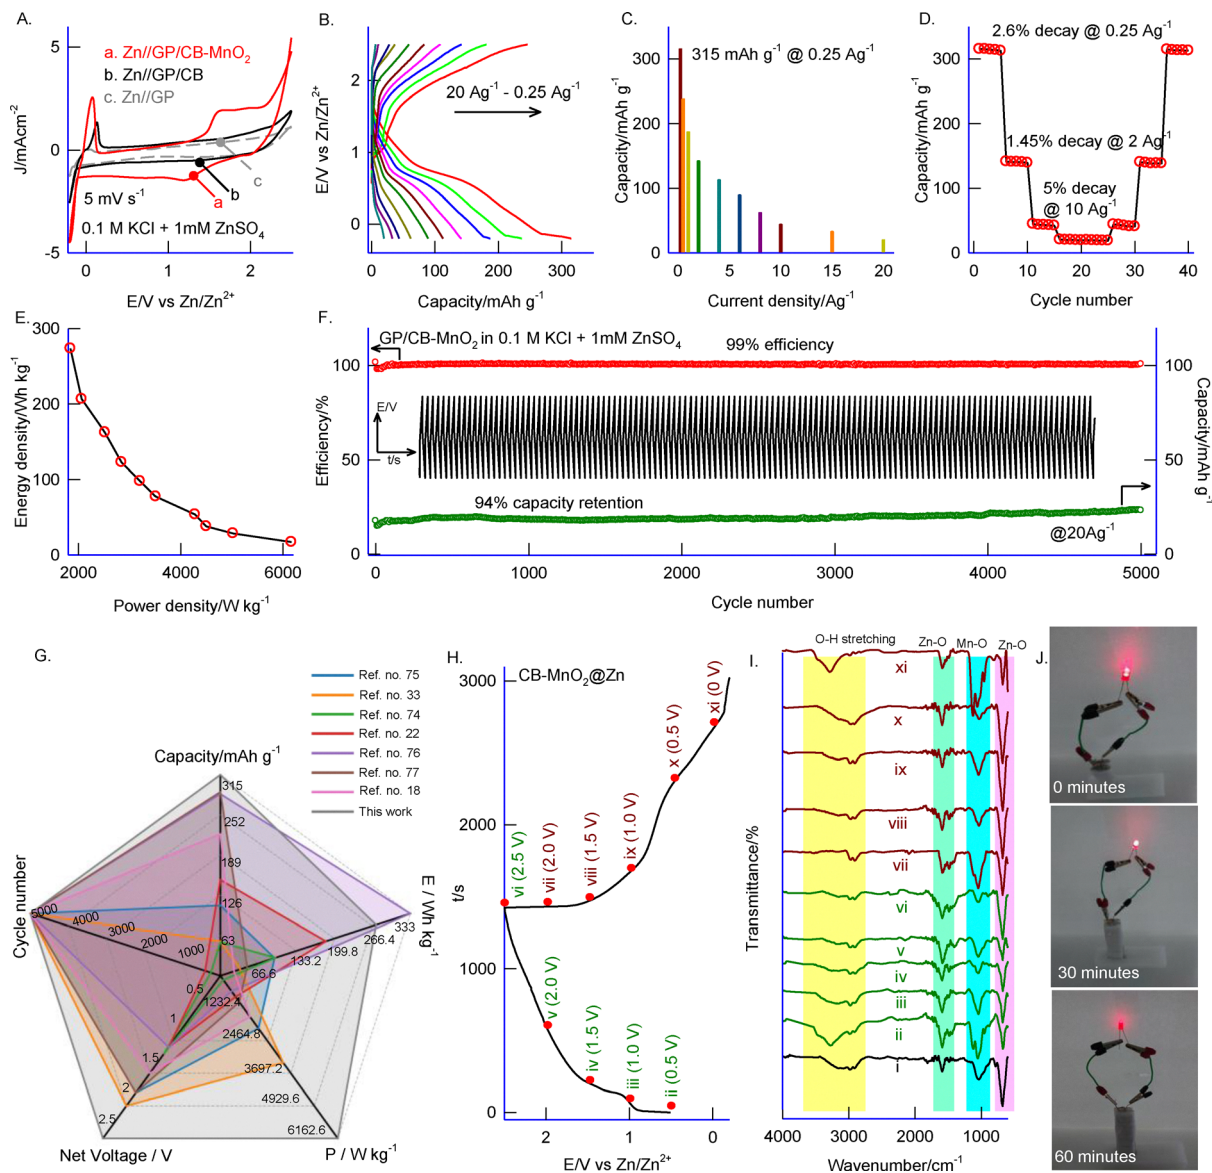 A.
a. Zn//GP/CB-MnO₂
b. Zn//GP/CB
c. Zn//GP
5
0
-5
J/mAcm⁻²
5 mV s⁻¹
0.1 M KCl + 1mM ZnSO₄
a
b
c
0 1 2
E/V vs Zn/Zn²⁺
B.
20 Ag⁻¹ - 0.25 Ag⁻¹
2
1
0
E/V vs Zn/Zn²⁺
0 100 200 300
Capacity/mAh g⁻¹
C.
315 mAh g⁻¹ @ 0.25 Ag⁻¹
300
200
100
0
Capacity/mAh g⁻¹
0 5 10 15 20
Current density/Ag⁻¹
D.
2.6% decay @ 0.25 Ag⁻¹
1.45% decay @ 2 Ag⁻¹
5% decay
@ 10 Ag⁻¹
300
200
100
0
Capacity/mAh g⁻¹
0 10 20 30 40
Cycle number
E.
300
200
100
0
Energy density/Wh kg⁻¹
2000 4000 6000
Power density/W kg⁻¹
F.
GP/CB-MnO₂ in 0.1 M KCl + 1mM ZnSO₄
99% efficiency
E/V
t/s
94% capacity retention
@20Ag⁻¹
100
50
0
Efficiency/%
100
50
0
Capacity/mAh g⁻¹
0 1000 2000 3000 4000 5000
Cycle number
G.
Ref. no. 75
Ref. no. 33
Ref. no. 74
Ref. no. 22
Ref. no. 76
Ref. no. 77
Ref. no. 18
This work
Capacity/mAh g⁻¹
315
252
189
126
63
E / Wh kg⁻¹
333
266.4
199.8
133.2
66.6
P / W kg⁻¹
1232.4
2464.8
3697.2
4929.6
6162.6
Net Voltage / V
0.5
1
1.5
2
2.5
Cycle number
5000
4000
3000
2000
1000
H.
CB-MnO₂@Zn
3000
2000
1000
0
t/s
xi (0 V)
x (0.5 V)
ix (1.0 V)
viii (1.5 V)
vii (2.0 V)
vi (2.5 V)
v (2.0 V)
iv (1.5 V)
iii (1.0 V)
ii (0.5 V)
2 1 0
E/V vs Zn/Zn²⁺
I.
O-H stretching
Zn-O
Mn-O
Zn-O
xi
x
ix
viii
vii
vi
v
iv
iii
ii
i
Transmittance/%
4000 3000 2000 1000
Wavenumber/cm⁻¹
J.
0 minutes
30 minutes
60 minutes